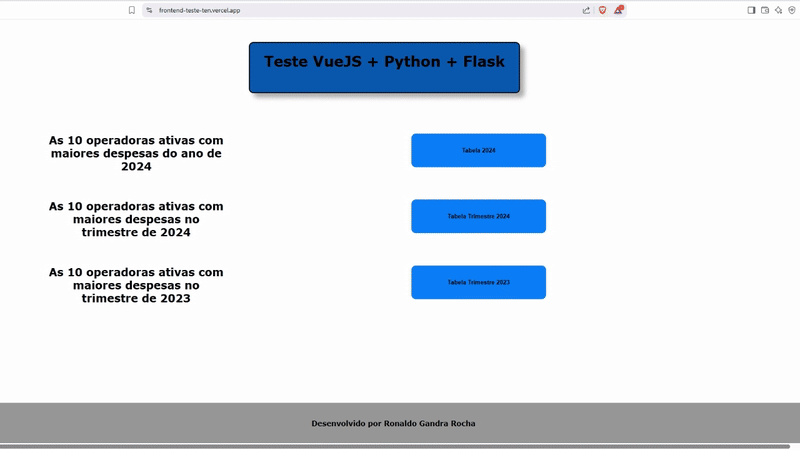 frontend-teste-ten.vercel.app
Teste VueJS + Python + Flask
As 10 operadoras ativas com
maiores despesas do ano de
2024
Tabela 2024
As 10 operadoras ativas com
maiores despesas no
trimestre de 2024
Tabela Trimestre 2024
As 10 operadoras ativas com
maiores despesas no
trimestre de 2023
Tabela Trimestre 2023
Desenvolvido por Ronaldo Gandra Rocha